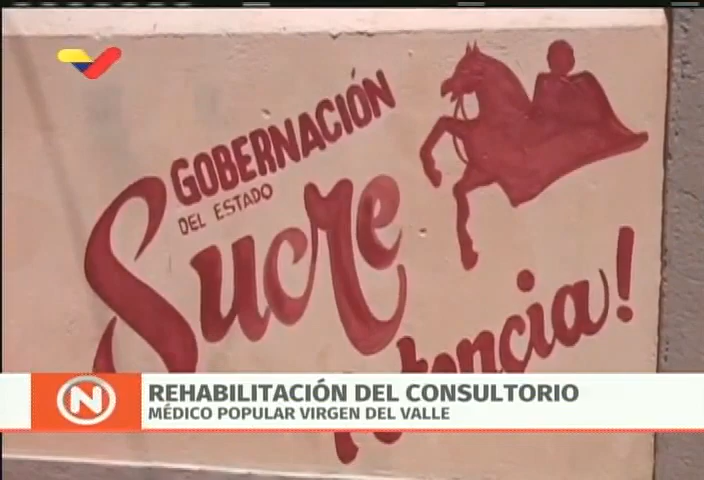 GOBERNACIÓN
DEL ESTADO
Sucre
N REHABILITACIÓN DEL CONSULTORIO
MÉDICO POPULAR VIRGEN DEL VALLE